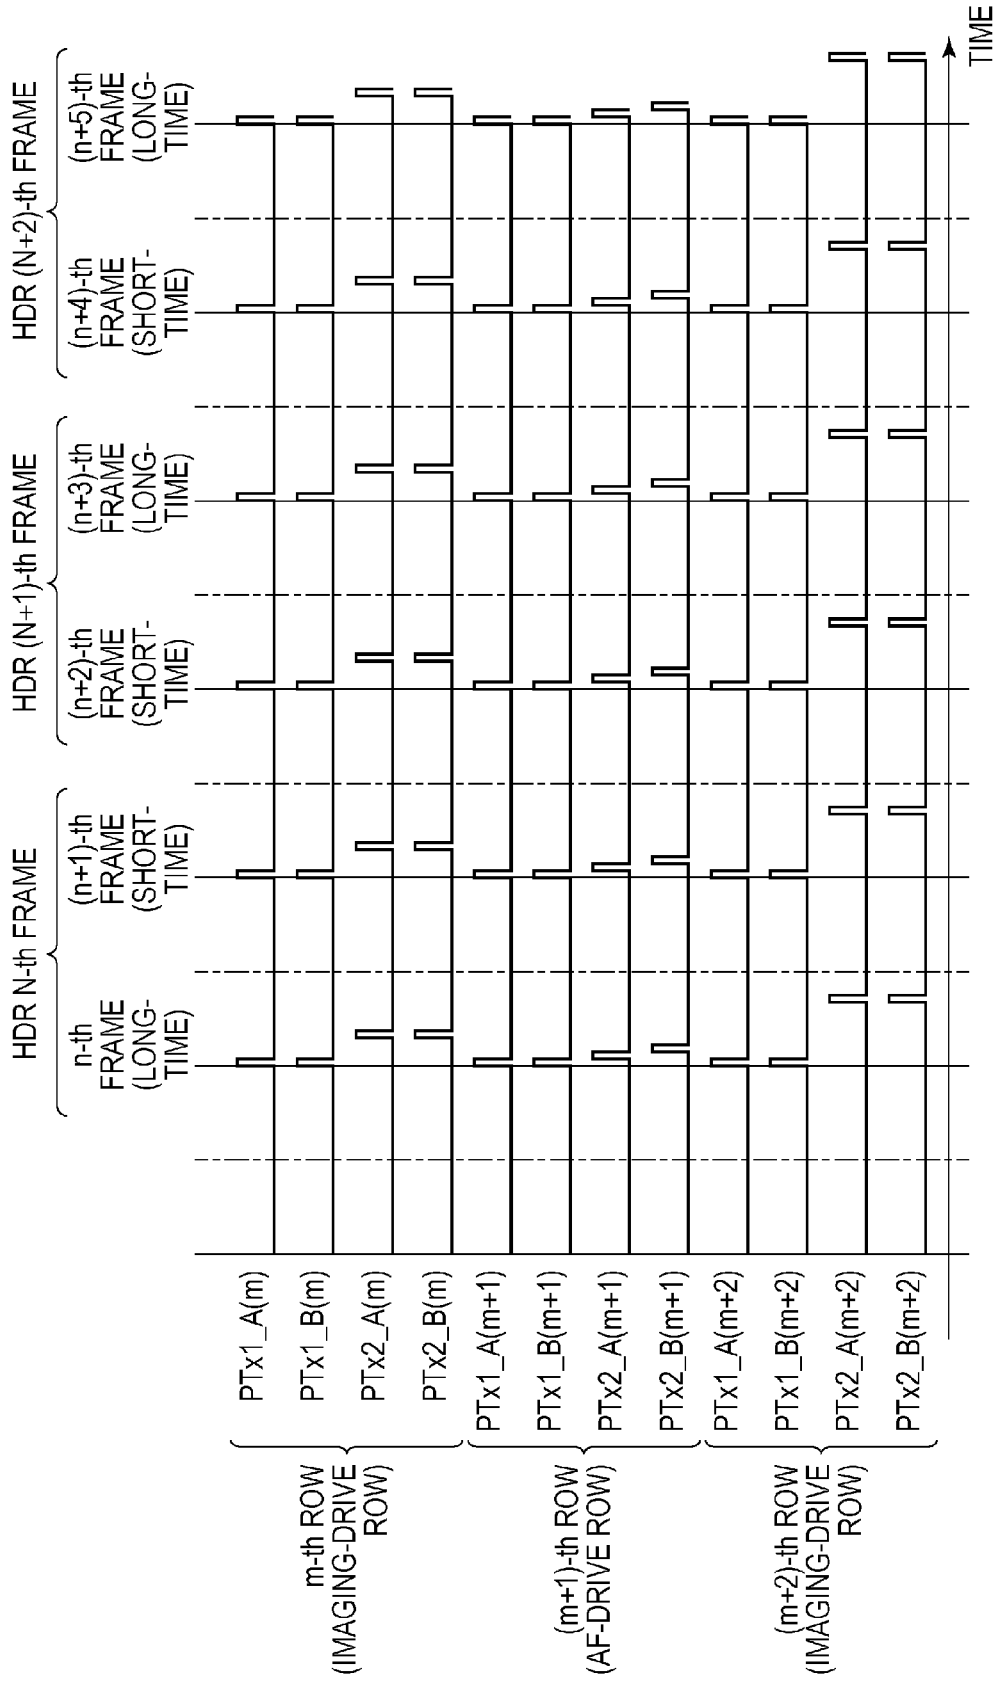 HDR N-th FRAME
HDR (N+1)-th FRAME
HDR (N+2)-th FRAME
n-th
FRAME
(LONG-
TIME)
(n+1)-th
FRAME
(SHORT-
TIME)
(n+2)-th
FRAME
(SHORT-
TIME)
(n+3)-th
FRAME
(LONG-
TIME)
(n+4)-th
FRAME
(SHORT-
TIME)
(n+5)-th
FRAME
(LONG-
TIME)
m-th ROW
(IMAGING-DRIVE
ROW)
PTx1_A(m)
PTx1_B(m)
PTx2_A(m)
PTx2_B(m)
(m+1)-th ROW
(AF-DRIVE ROW)
PTx1_A(m+1)
PTx1_B(m+1)
PTx2_A(m+1)
PTx2_B(m+1)
(m+2)-th ROW
(IMAGING-DRIVE
ROW)
PTx1_A(m+2)
PTx1_B(m+2)
PTx2_A(m+2)
PTx2_B(m+2)
TIME